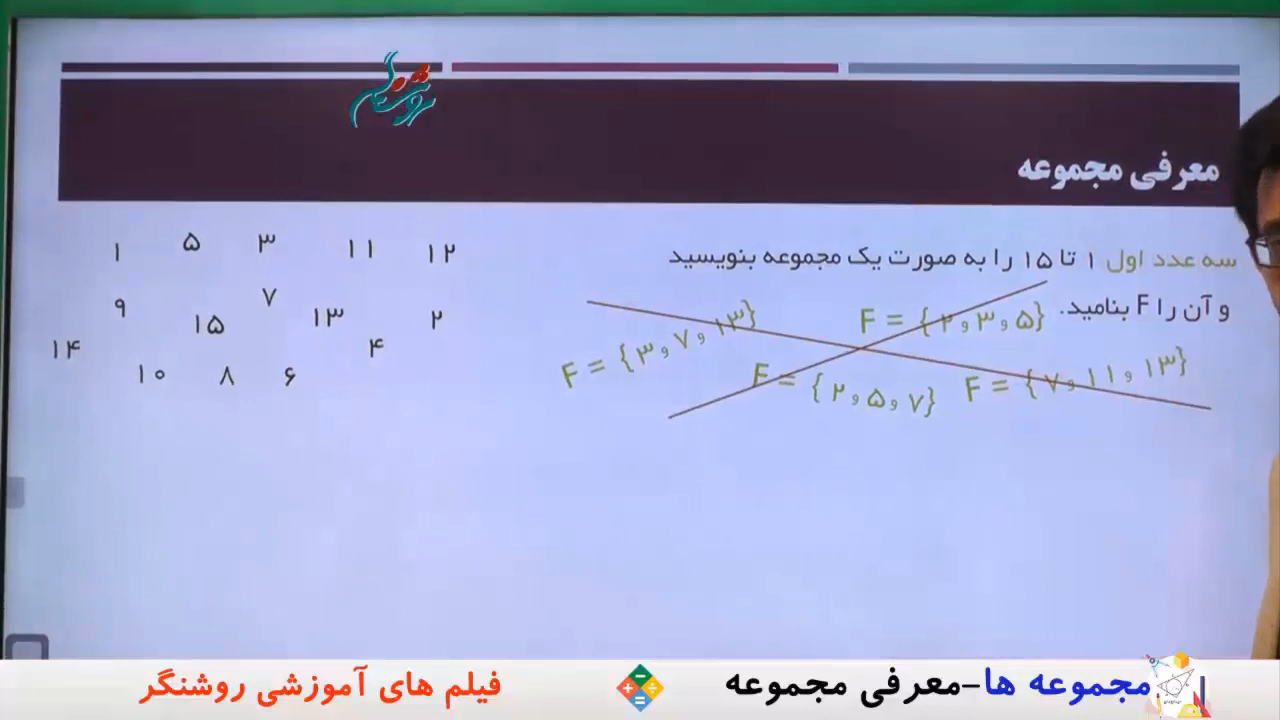 روشنگر
معرفی مجموعه
سه عدد اول ۱ تا ۱۵ را به صورت یک مجموعه بنویسید
و آن را F بنامید.
F = {۲ و ۳ و ۵}
F = {۳ و ۷ و ۱۳}
F = {۷ و ۱۱ و ۱۳}
F = {۲ و ۵ و ۷}
۱ ۵ ۳ ۱۱ ۱۲
۹ ۷
۱۵ ۱۳ ۲
۱۴ ۴
۱۰ ۸ ۶
مجموعه ها-معرفی مجموعه
فیلم های آموزشی روشنگر